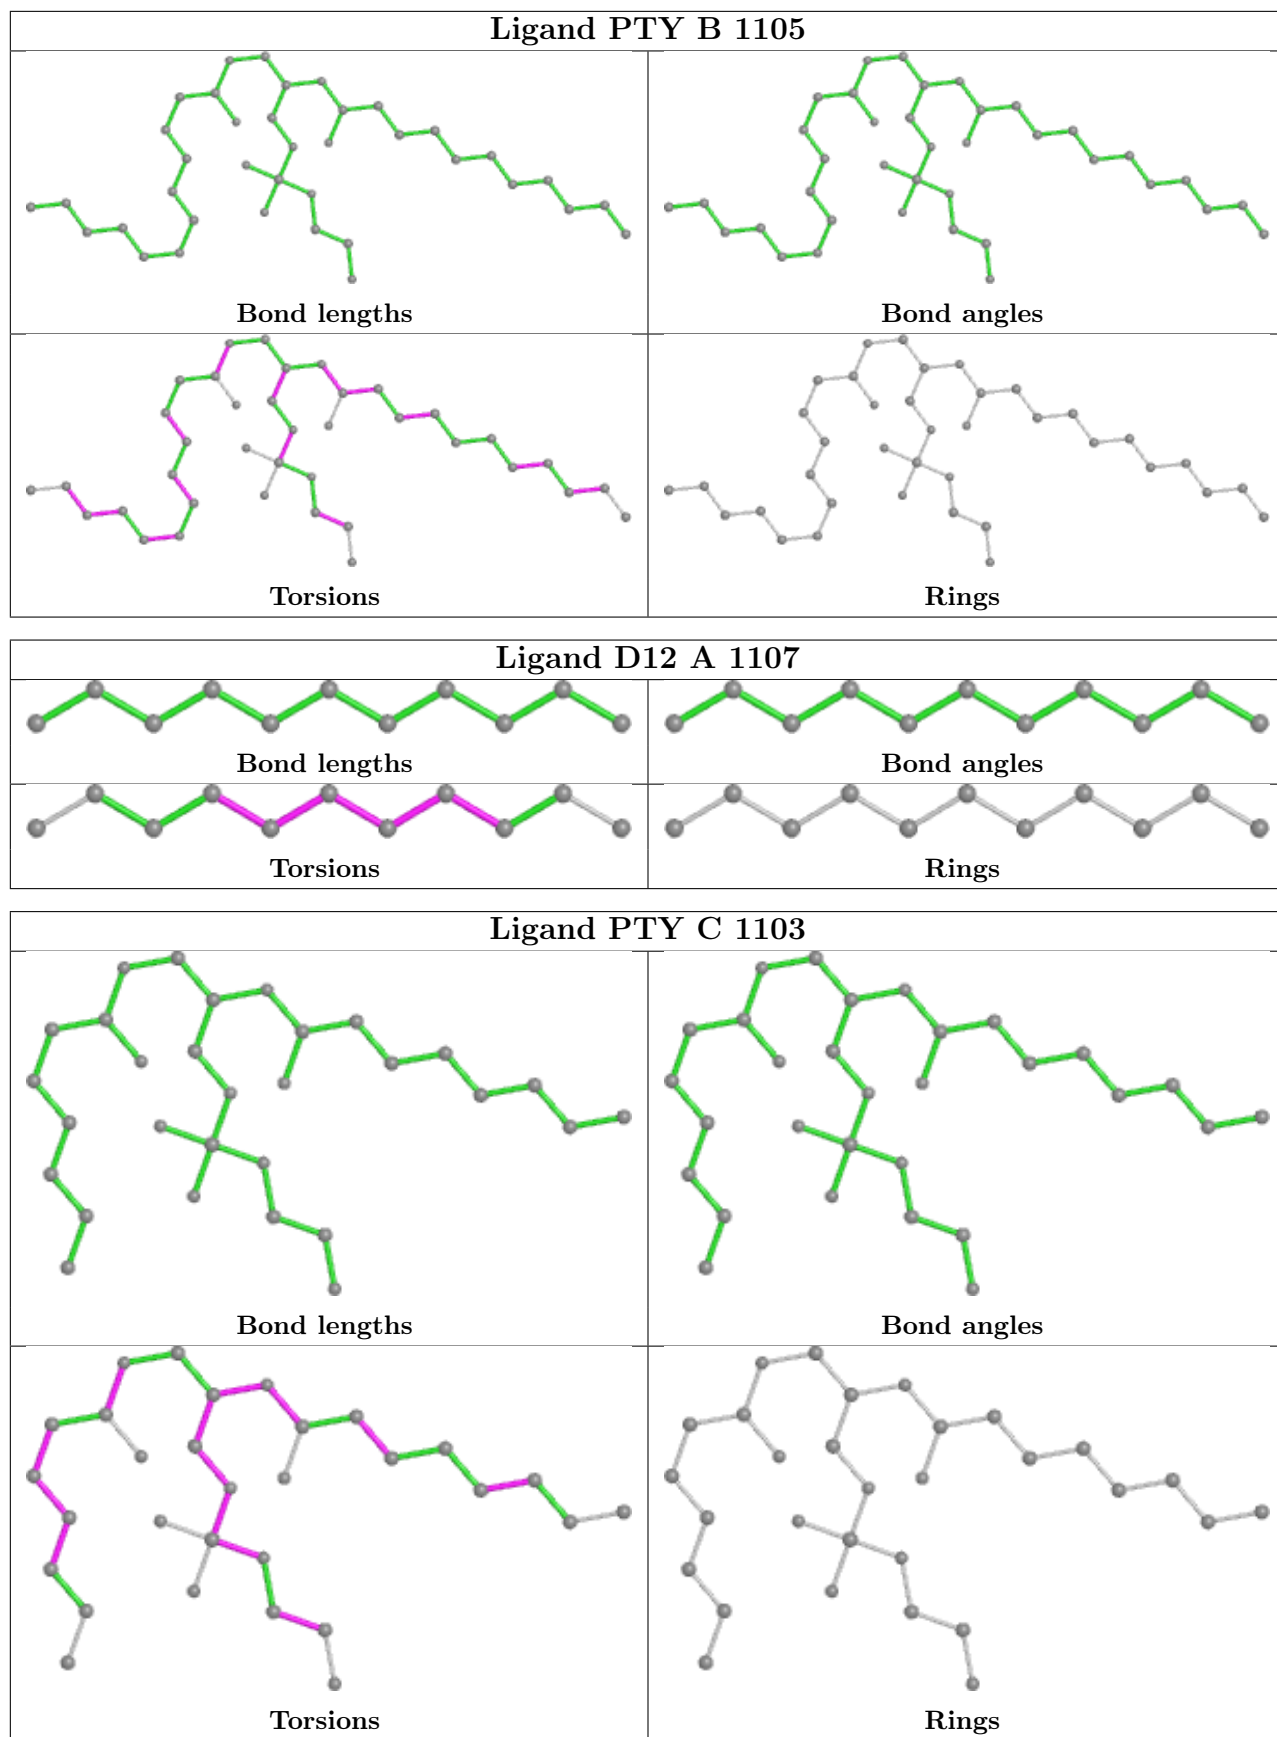 Ligand PTY B 1105
Bond lengths
Bond angles
Torsions
Rings
Ligand D12 A 1107
Bond lengths
Bond angles
Torsions
Rings
Ligand PTY C 1103
Bond lengths
Bond angles
Torsions
Rings